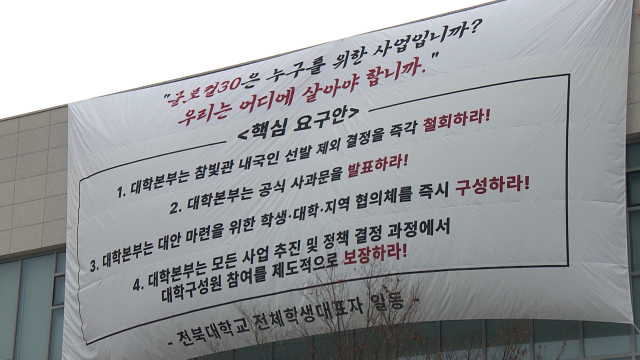 "글로컬30은 누구를 위한 사업입니까?
우리는 어디에 살아야 합니까."
<핵심 요구안>
1. 대학본부는 참빛관 내국인 선발 제외 결정을 즉각 철회하라!
2. 대학본부는 공식 사과문을 발표하라!
3. 대학본부는 대안 마련을 위한 학생·대학·지역 협의체를 즉시 구성하라!
4. 대학본부는 모든 사업 추진 및 정책 결정 과정에서
대학구성원 참여를 제도적으로 보장하라!
- 전북대학교 전체학생대표자 일동 -